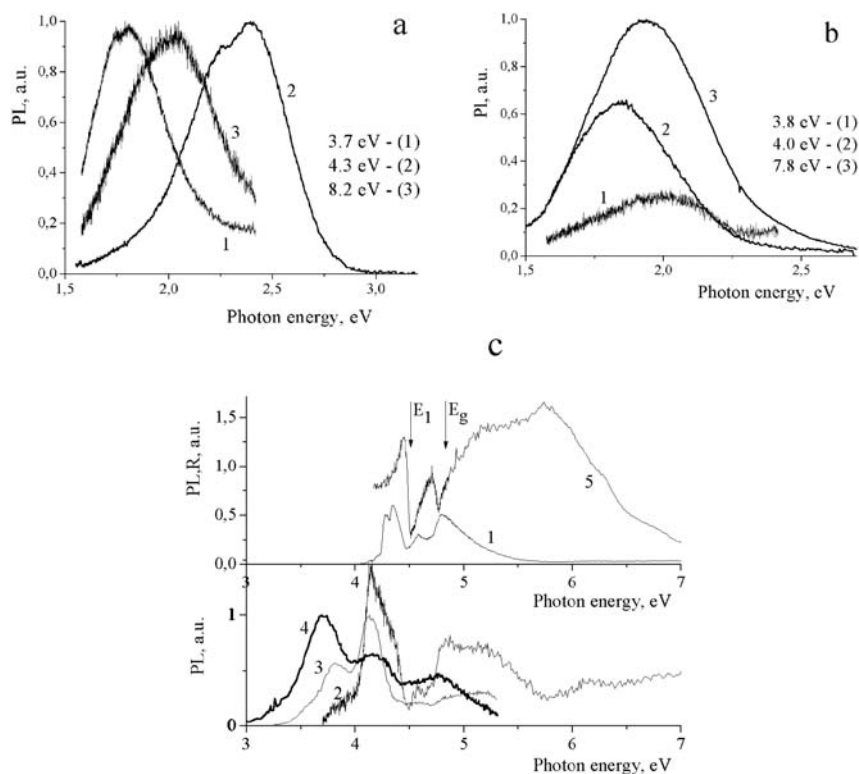 a
PL, a.u.
1,0
0,8
0,6
0,4
0,2
0,0
1,5 2,0 2,5 3,0
Photon energy, eV
1
2
3
3.7 eV - (1)
4.3 eV - (2)
8.2 eV - (3)
b
Pl, a.u.
1,0
0,8
0,6
0,4
0,2
0,0
1,5 2,0 2,5
Photon energy, eV
3
2
1
3.8 eV - (1)
4.0 eV - (2)
7.8 eV - (3)
c
PL,R, a.u.
1,5
1,0
0,5
0,0
E1 Eg
5
1
3 4 5 6 7
Photon energy, eV
PL, a.u.
1
0
4
3
2
3 4 5 6 7
Photon energy, eV